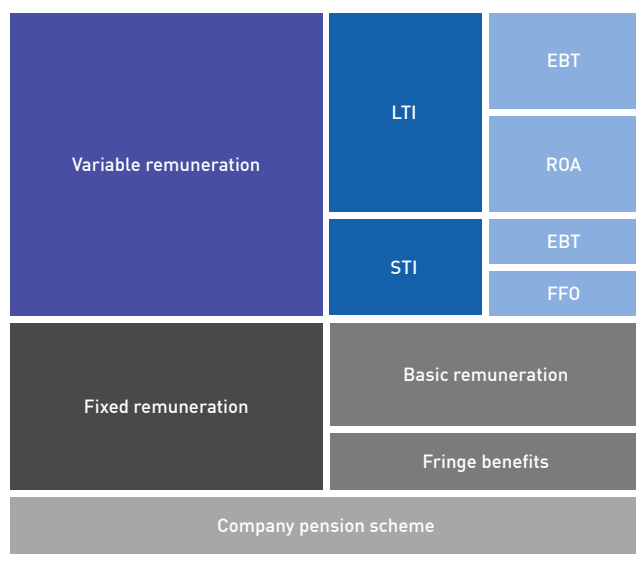 Variable remuneration
LTI
EBT
ROA
STI
EBT
FFO
Fixed remuneration
Basic remuneration
Fringe benefits
Company pension scheme